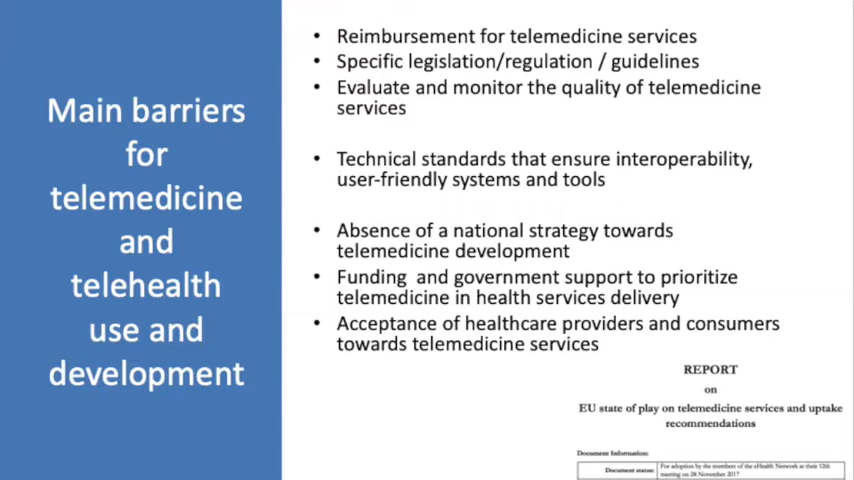 Main barriers
for
telemedicine
and
telehealth
use and
development
• Reimbursement for telemedicine services
• Specific legislation/regulation / guidelines
• Evaluate and monitor the quality of telemedicine
services
• Technical standards that ensure interoperability,
user-friendly systems and tools
• Absence of a national strategy towards
telemedicine development
• Funding and government support to prioritize
telemedicine in health services delivery
• Acceptance of healthcare providers and consumers
towards telemedicine services
REPORT
on
EU state of play on telemedicine services and uptake
recommendations
Document Information:
Document status:
For adoption by the members of the eHealth Network at their 12th
meeting on 28 November 2017